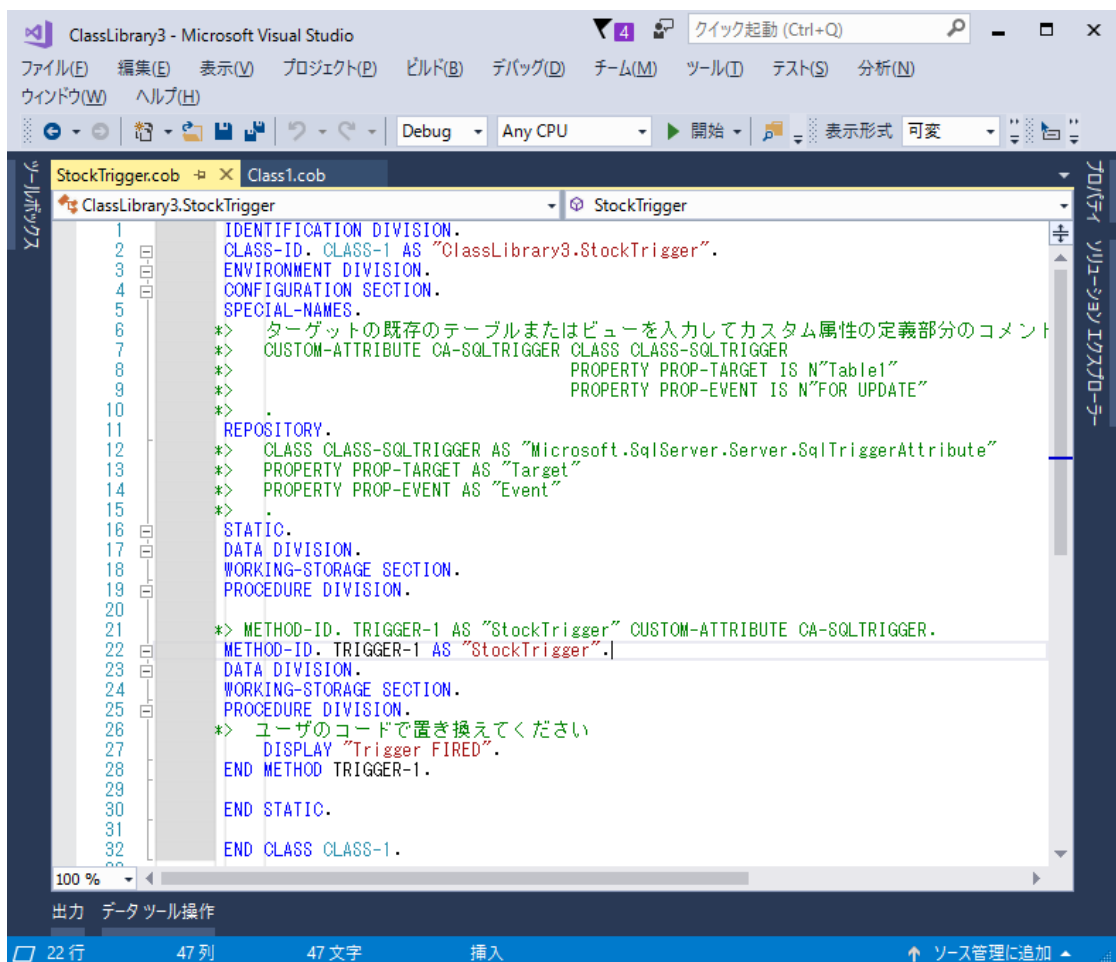 ClassLibrary3 - Microsoft Visual Studio
4
クイック起動 (Ctrl+Q)
ファイル(F) 編集(E) 表示(V) プロジェクト(P) ビルド(B) デバッグ(D) チーム(M) ツール(T) テスト(S) 分析(N)
ウィンドウ(W) ヘルプ(H)
Debug Any CPU 開始 表示形式 可変
ツールボックス
StockTrigger.cob Class1.cob
ClassLibrary3.StockTrigger StockTrigger
1 IDENTIFICATION DIVISION.
2 CLASS-ID. CLASS-1 AS "ClassLibrary3.StockTrigger".
3 ENVIRONMENT DIVISION.
4 CONFIGURATION SECTION.
5 SPECIAL-NAMES.
6 *> ターゲットの既存のテーブルまたはビューを入力してカスタム属性の定義部分のコメント
7 *> CUSTOM-ATTRIBUTE CA-SQLTRIGGER CLASS CLASS-SQLTRIGGER
8 *> PROPERTY PROP-TARGET IS N"Table1"
9 *> PROPERTY PROP-EVENT IS N"FOR UPDATE"
10 *> .
11 REPOSITORY.
12 *> CLASS CLASS-SQLTRIGGER AS "Microsoft.SqlServer.Server.SqlTriggerAttribute"
13 *> PROPERTY PROP-TARGET AS "Target"
14 *> PROPERTY PROP-EVENT AS "Event"
15 *> .
16 STATIC.
17 DATA DIVISION.
18 WORKING-STORAGE SECTION.
19 PROCEDURE DIVISION.
20
21 *> METHOD-ID. TRIGGER-1 AS "StockTrigger" CUSTOM-ATTRIBUTE CA-SQLTRIGGER.
22 METHOD-ID. TRIGGER-1 AS "StockTrigger".
23 DATA DIVISION.
24 WORKING-STORAGE SECTION.
25 PROCEDURE DIVISION.
26 *> ユーザのコードで置き換えてください
27 DISPLAY "Trigger FIRED".
28 END METHOD TRIGGER-1.
29
30 END STATIC.
31
32 END CLASS CLASS-1.
プロパティ
ソリューション エクスプローラー
100 %
出力 データ ツール操作
22 行 47 列 47 文字 挿入 ソース管理に追加